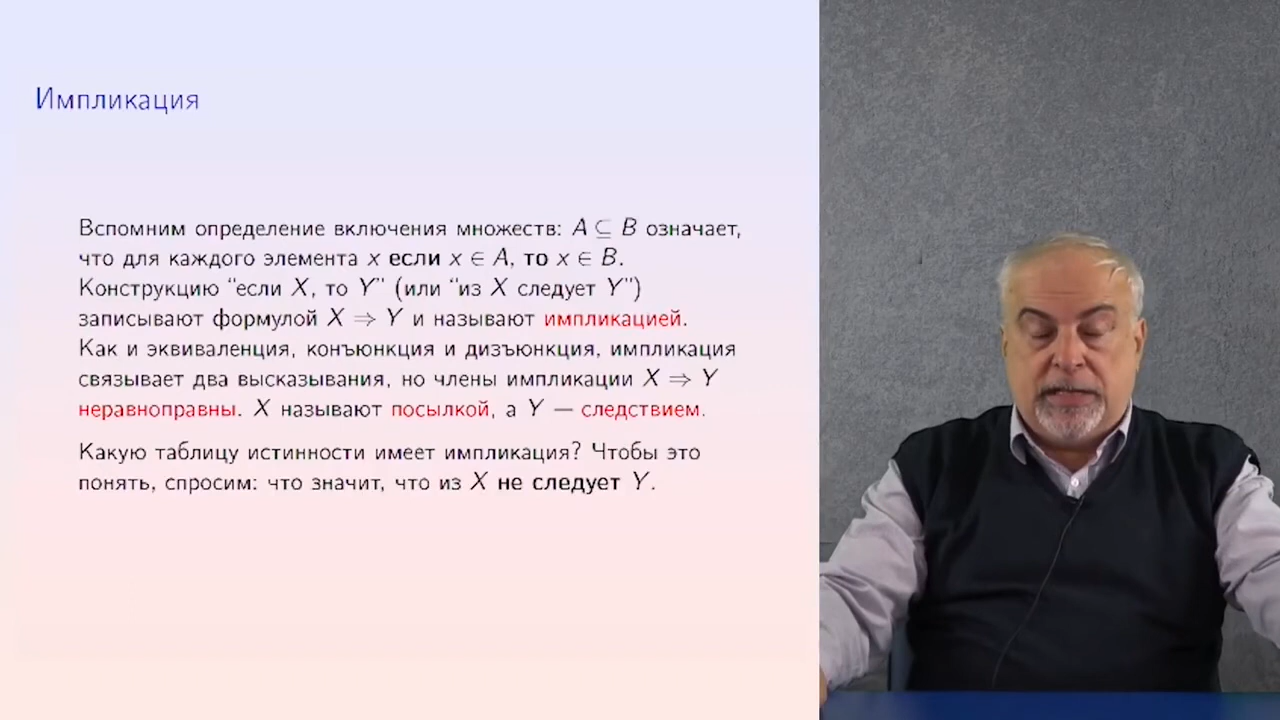 Импликация
Вспомним определение включения множеств: A ⊆ B означает,
что для каждого элемента x если x ∈ A, то x ∈ B.
Конструкцию “если X, то Y” (или “из X следует Y”)
записывают формулой X ⇒ Y и называют импликацией.
Как и эквиваленция, конъюнкция и дизъюнкция, импликация
связывает два высказывания, но члены импликации X ⇒ Y
неравноправны. X называют посылкой, а Y — следствием.
Какую таблицу истинности имеет импликация? Чтобы это
понять, спросим: что значит, что из X не следует Y.